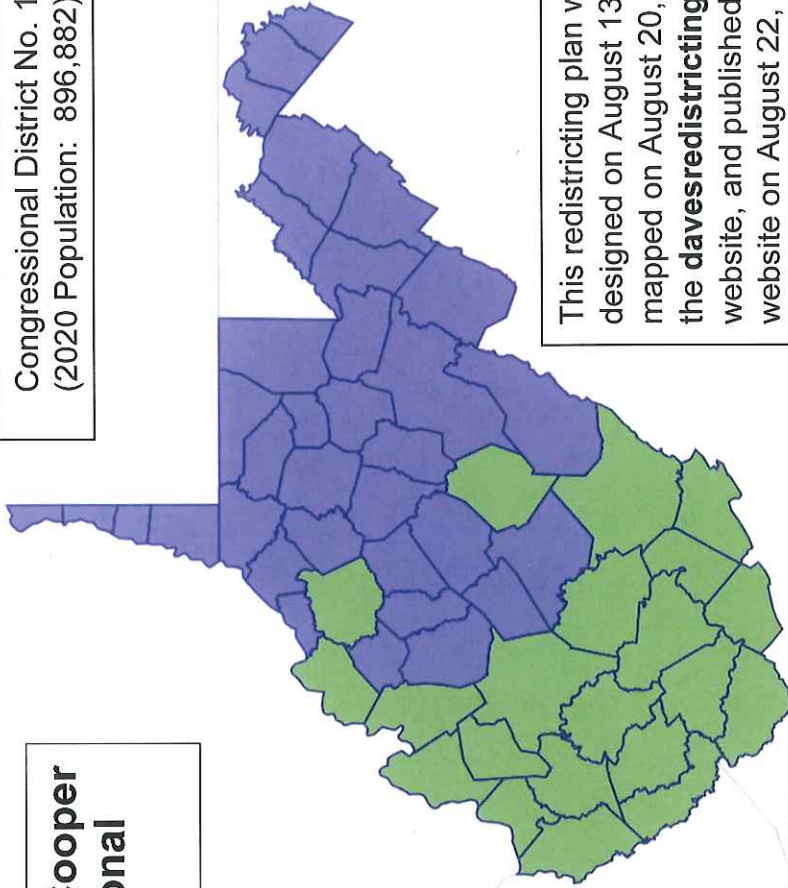 Congressional District No. 1
(2020 Population: 896,882)
onal
This redistricting plan
designed on August 13
mapped on August 20,
the davesredistricting
website, and published
website on August 22,